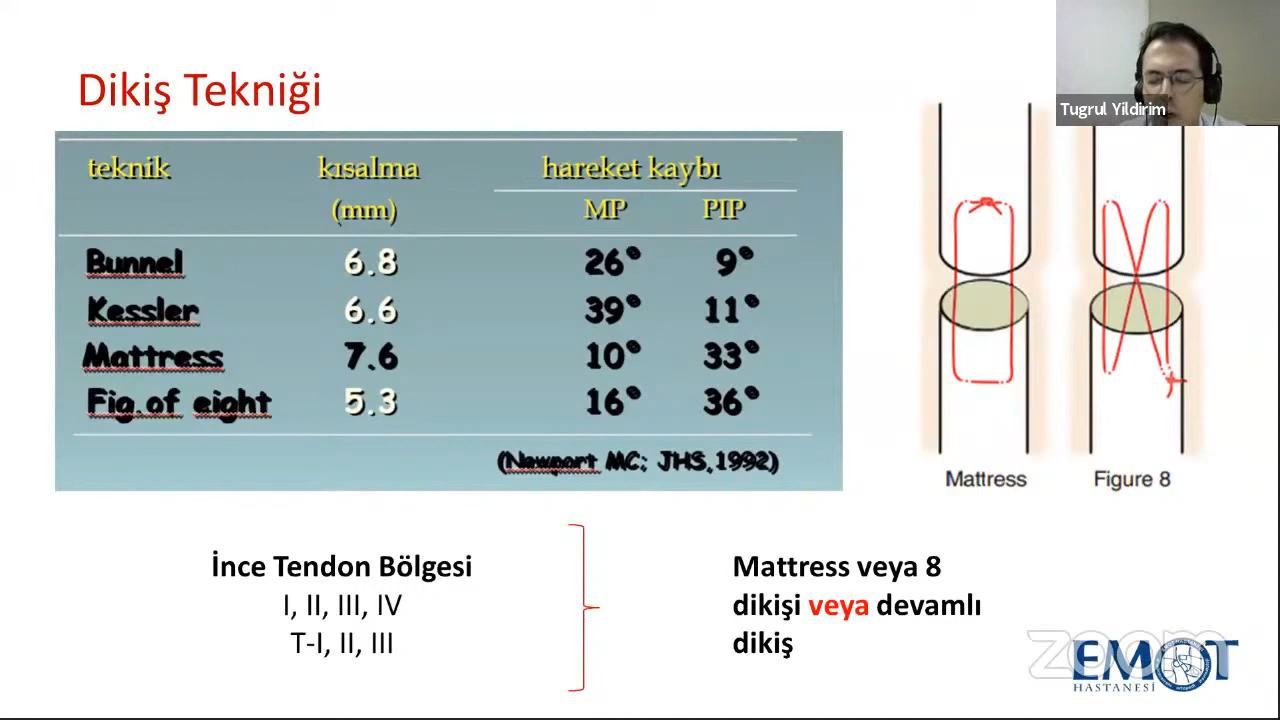 Dikiş Tekniği
Tugrul Yildirim
teknik kısalma hareket kaybı
(mm) MP PIP
Bunnel 6.8 26° 9°
Kessler 6.6 39° 11°
Mattress 7.6 10° 33°
Fig.of eight 5.3 16° 36°
(Newport MC; JHS,1992)
Mattress Figure 8
İnce Tendon Bölgesi
I, II, III, IV
T-I, II, III
Mattress veya 8
dikişi veya devamlı
dikiş
zoom
EMOT
HASTANESİ